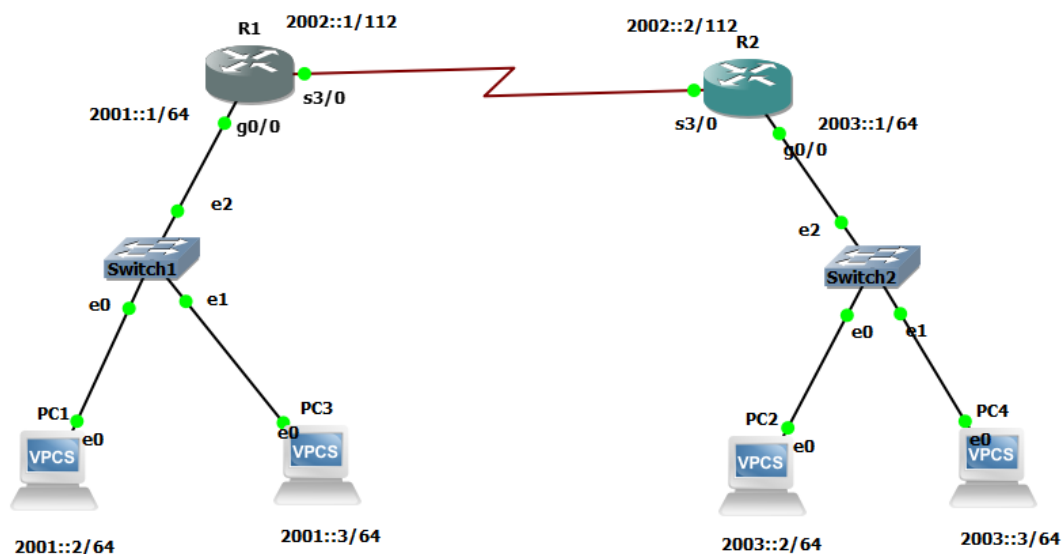 2002::1/112
2002::2/112
R1
R2
s3/0
s3/0
2001::1/64
g0/0
2003::1/64
g0/0
e2
e2
Switch1
Switch2
e0
e1
e0
e1
PC1
PC3
PC2
PC4
e0
e0
e0
e0
VPCS
VPCS
VPCS
VPCS
2001::2/64
2001::3/64
2003::2/64
2003::3/64